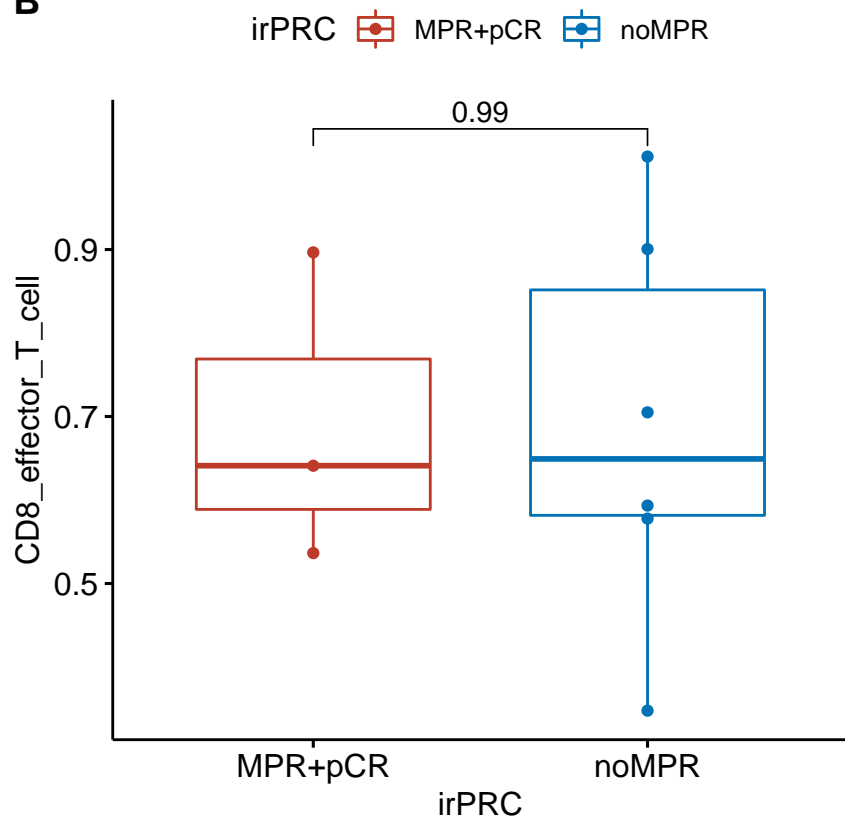 B
irPRC MPR+pCR noMPR
0.99
0.9
0.7
0.5
CD8_effector_T_cell
MPR+pCR noMPR
irPRC